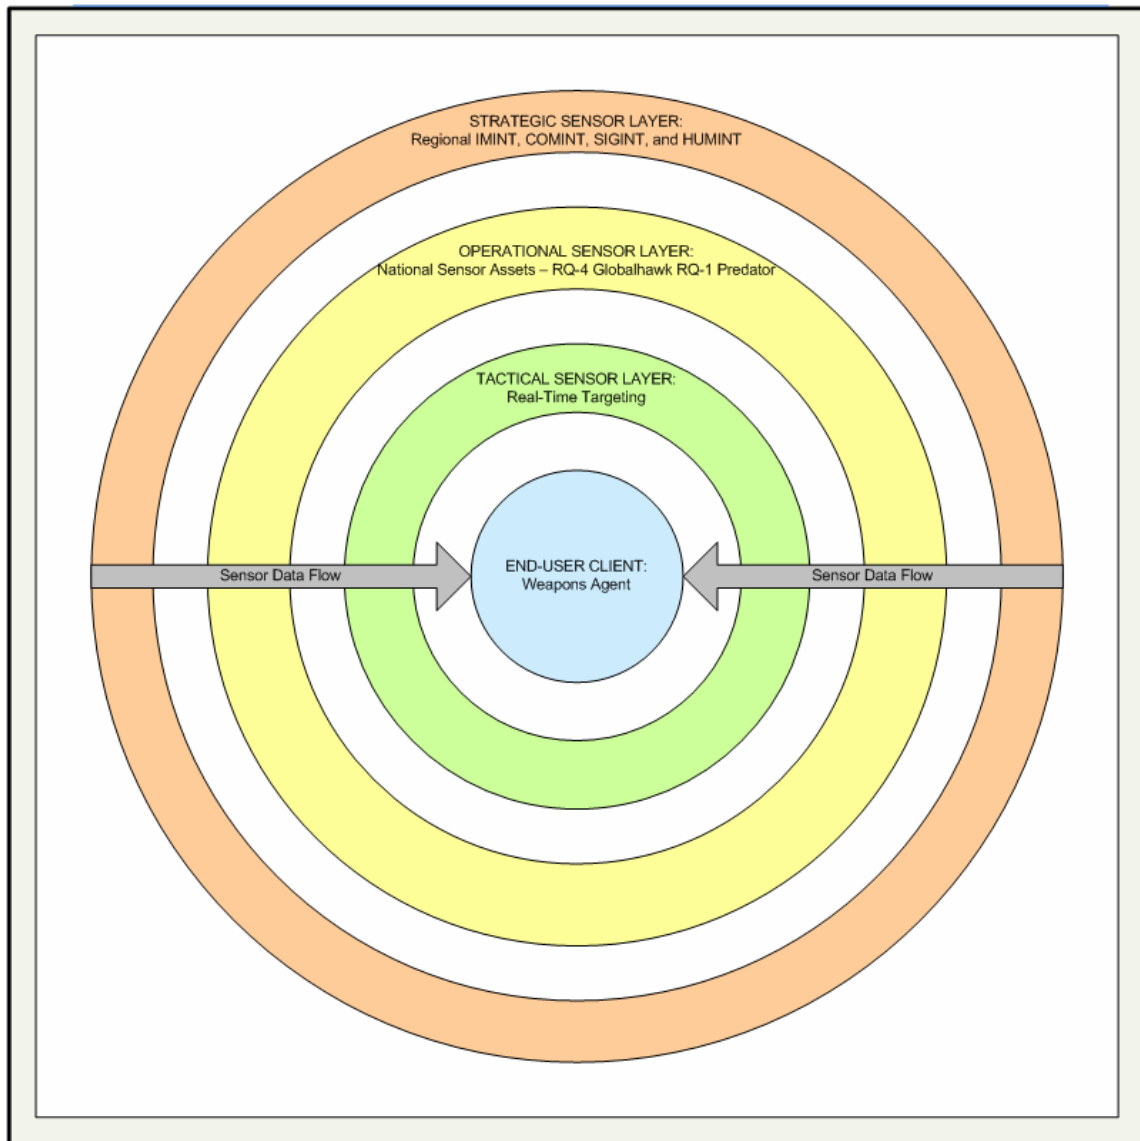 STRATEGIC SENSOR LAYER:
Regional IMINT, COMINT, SIGINT, and HUMINT
OPERATIONAL SENSOR LAYER:
National Sensor Assets – RQ-4 Globalhawk RQ-1 Predator
TACTICAL SENSOR LAYER:
Real-Time Targeting
END-USER CLIENT:
Weapons Agent
Sensor Data Flow
Sensor Data Flow